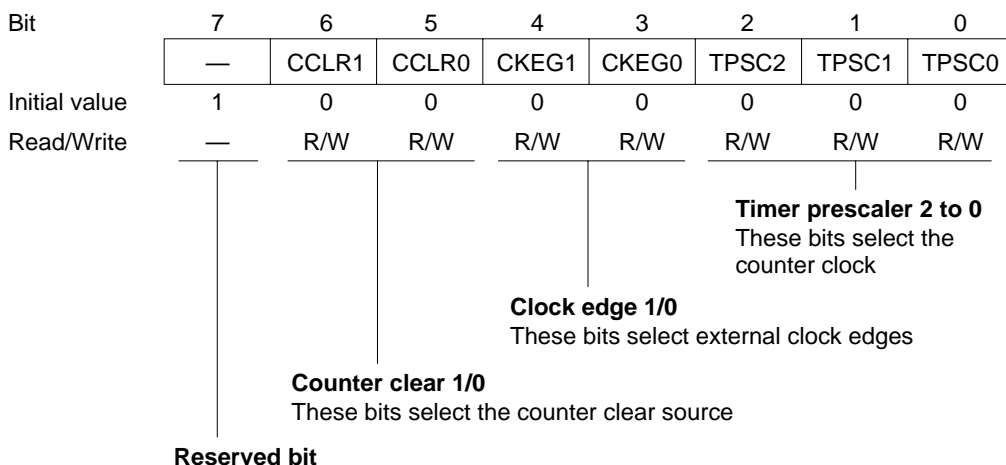 Bit 7 6 5 4 3 2 1 0
— CCLR1 CCLR0 CKEG1 CKEG0 TPSC2 TPSC1 TPSC0
Initial value 1 0 0 0 0 0 0 0
Read/Write — R/W R/W R/W R/W R/W R/W R/W
Timer prescaler 2 to 0
These bits select the
counter clock
Clock edge 1/0
These bits select external clock edges
Counter clear 1/0
These bits select the counter clear source
Reserved bit